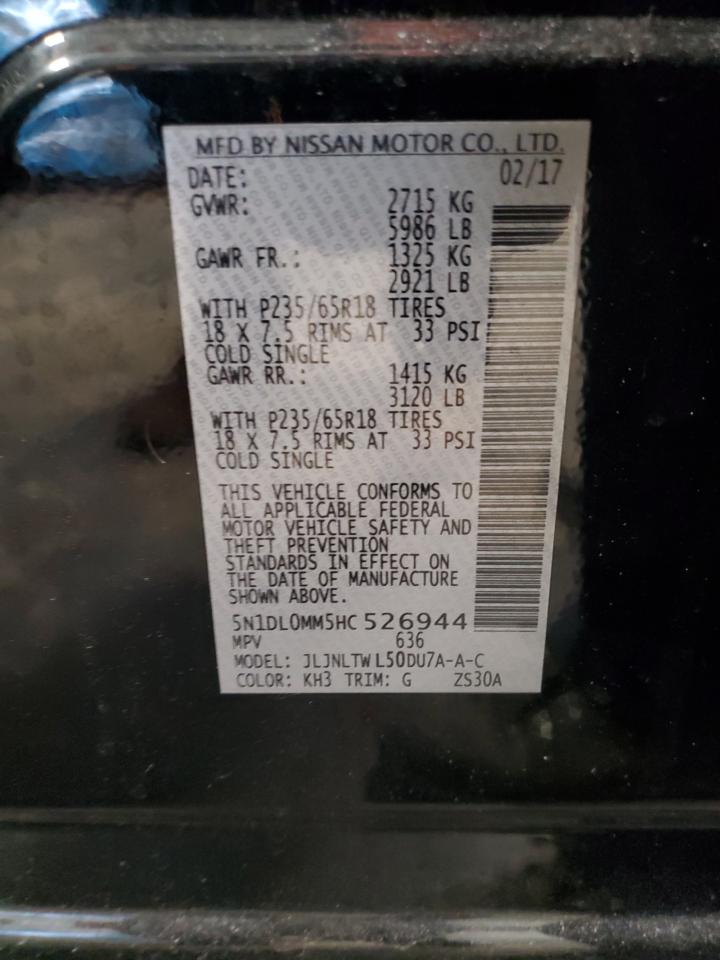 MFD BY NISSAN MOTOR CO., LTD.
DATE: 02/17
GVWR: 2715 KG
5986 LB
GAWR FR.: 1325 KG
2921 LB
WITH P235/65R18 TIRES
18 X 7.5 RIMS AT 33 PSI
COLD SINGLE
GAWR RR.: 1415 KG
3120 LB
WITH P235/65R18 TIRES
18 X 7.5 RIMS AT 33 PSI
COLD SINGLE
THIS VEHICLE CONFORMS TO
ALL APPLICABLE FEDERAL
MOTOR VEHICLE SAFETY AND
THEFT PREVENTION
STANDARDS IN EFFECT ON
THE DATE OF MANUFACTURE
SHOWN ABOVE.
5N1DL0MM5HC 526944
MPV 636
MODEL: JLJNLTW L50DU7A-A-C
COLOR: KH3 TRIM: G ZS30A